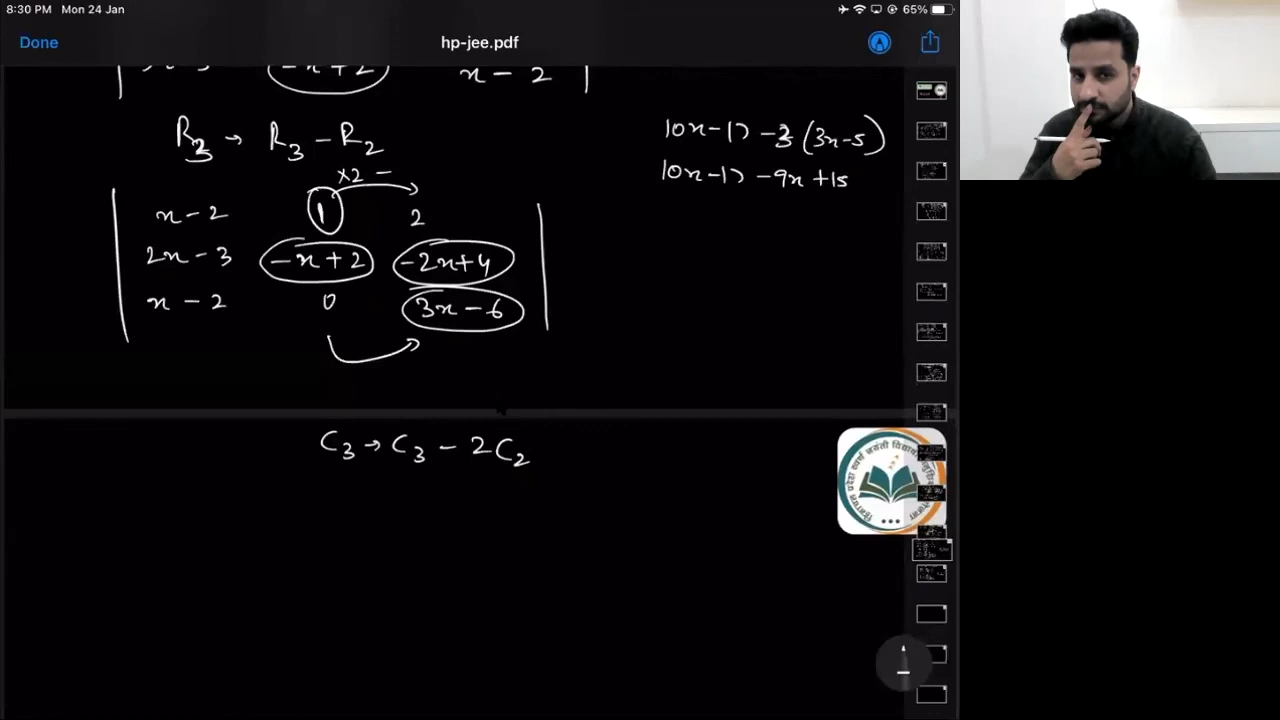 8:30 PM Mon 24 Jan
65%
Done
hp-jee.pdf
-x+2
x - 2
R3 → R3 - R2
10x-17 -3(3x-5)
10x-17 -9x+15
×2 -
x-2 1 2
2x-3 -x+2 -2x+4
x-2 0 3x-6
C3 → C3 - 2C2